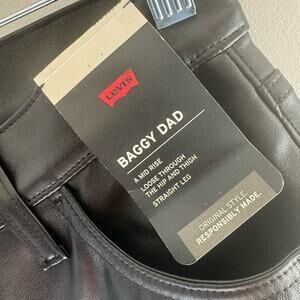 LEVI'S
BAGGY DAD
A MID RISE
LOOSE THROUGH
THE HIP AND THIGH
STRAIGHT LEG
ORIGINAL STYLE.
RESPONSIBLY MADE.